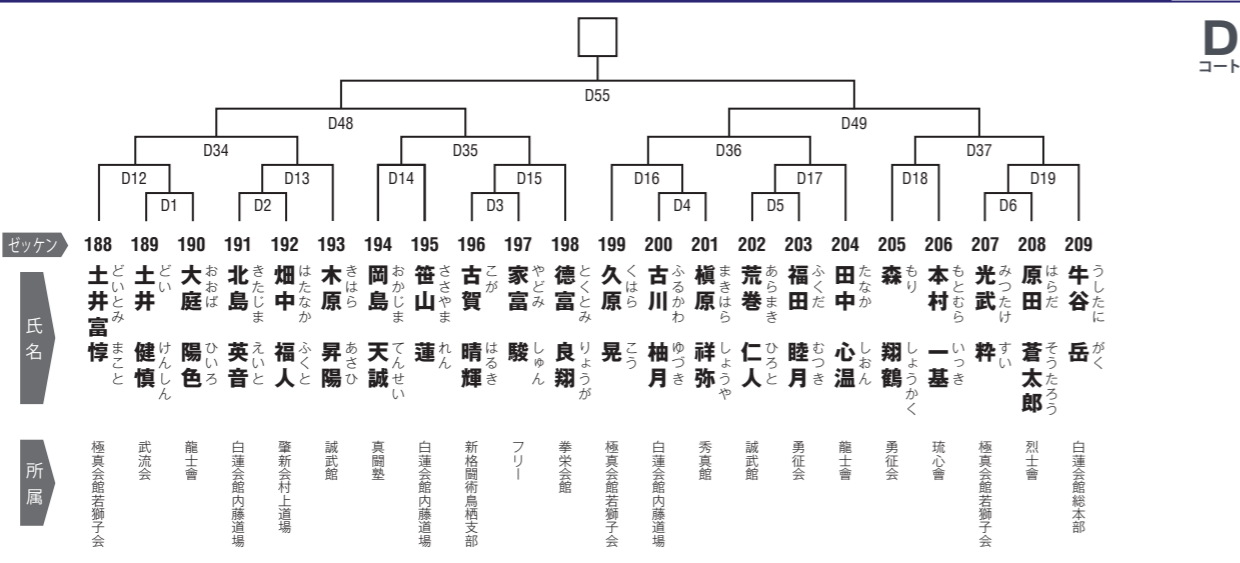 D
コート
D55
D48
D49
D34
D35
D36
D37
D12
D13
D14
D15
D16
D17
D18
D19
D1
D2
D3
D4
D5
D6
ゼッケン
188
189
190
191
192
193
194
195
196
197
198
199
200
201
202
203
204
205
206
207
208
209
氏名
土井富 惇
どいとみ まこと
土井 健慎
どい けんしん
大庭 陽色
おおば ひいろ
北島 英音
きたじま えいと
畑中 福人
はたなか ふくと
木原 昇陽
きはら あさひ
岡島 天誠
おかじま てんせい
笹山 蓮
ささやま れん
古賀 晴輝
こが はるき
家富 駿
やどみ しゅん
德富 良翔
とくとみ りょうが
久原 晃
くはら こう
古川 柚月
ふるかわ ゆづき
槇原 祥弥
まきはら しょうや
荒巻 仁人
あらまき ひろと
福田 睦月
ふくだ むつき
田中 心温
たなか しおん
森 翔鶴
もり しょうかく
本村 一基
もとむら いっき
光武 粋
みつたけ すい
原田 蒼太郎
はらだ そうたろう
牛谷 岳
うしたに がく
所属
極真会館若獅子会
武流会
龍士會
白蓮会館内藤道場
肇新会村上道場
誠武館
真闘塾
白蓮会館内藤道場
新格闘術鳥栖支部
フリー
拳栄会館
極真会館若獅子会
白蓮会館内藤道場
秀真館
誠武館
勇征会
龍士會
勇征会
琉心會
極真会館若獅子会
烈士會
白蓮会館総本部